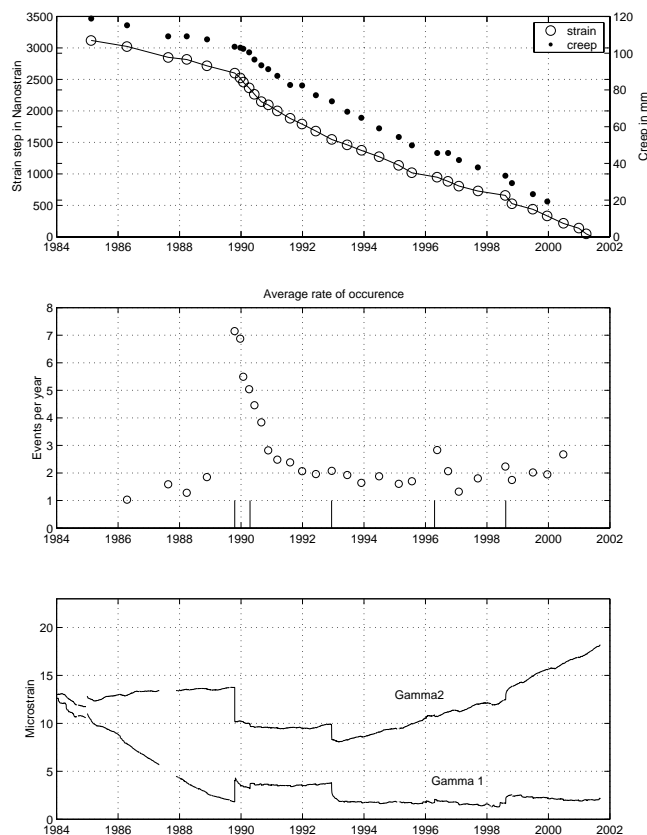 3500
3000
2500
2000
1500
1000
500
0
Strain step in Nanostrain
120
100
80
60
40
20
0
Creep in mm
strain
creep
1984 1986 1988 1990 1992 1994 1996 1998 2000 2002
Average rate of occurence
8
7
6
5
4
3
2
1
0
Events per year
1984 1986 1988 1990 1992 1994 1996 1998 2000 2002
20
15
10
5
0
Microstrain
Gamma2
Gamma 1
1984 1986 1988 1990 1992 1994 1996 1998 2000 2002